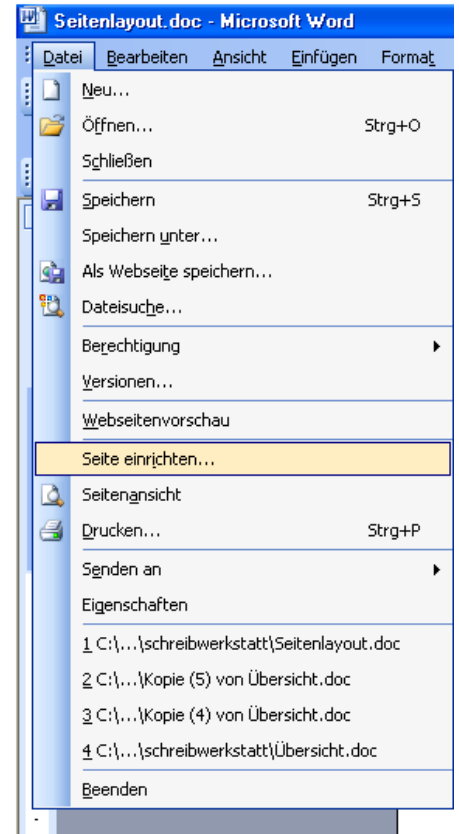 Seitenlayout.doc - Microsoft Word
Datei Bearbeiten Ansicht Einfügen Format
Neu...
Öffnen... Strg+O
Schließen
Speichern Strg+S
Speichern unter...
Als Webseite speichern...
Dateisuche...
Berechtigung
Versionen...
Webseitenvorschau
Seite einrichten...
Seitenansicht
Drucken... Strg+P
Senden an
Eigenschaften
1 C:\...\schreibwerkstatt\Seitenlayout.doc
2 C:\...\Kopie (5) von Übersicht.doc
3 C:\...\Kopie (4) von Übersicht.doc
4 C:\...\schreibwerkstatt\Übersicht.doc
Beenden